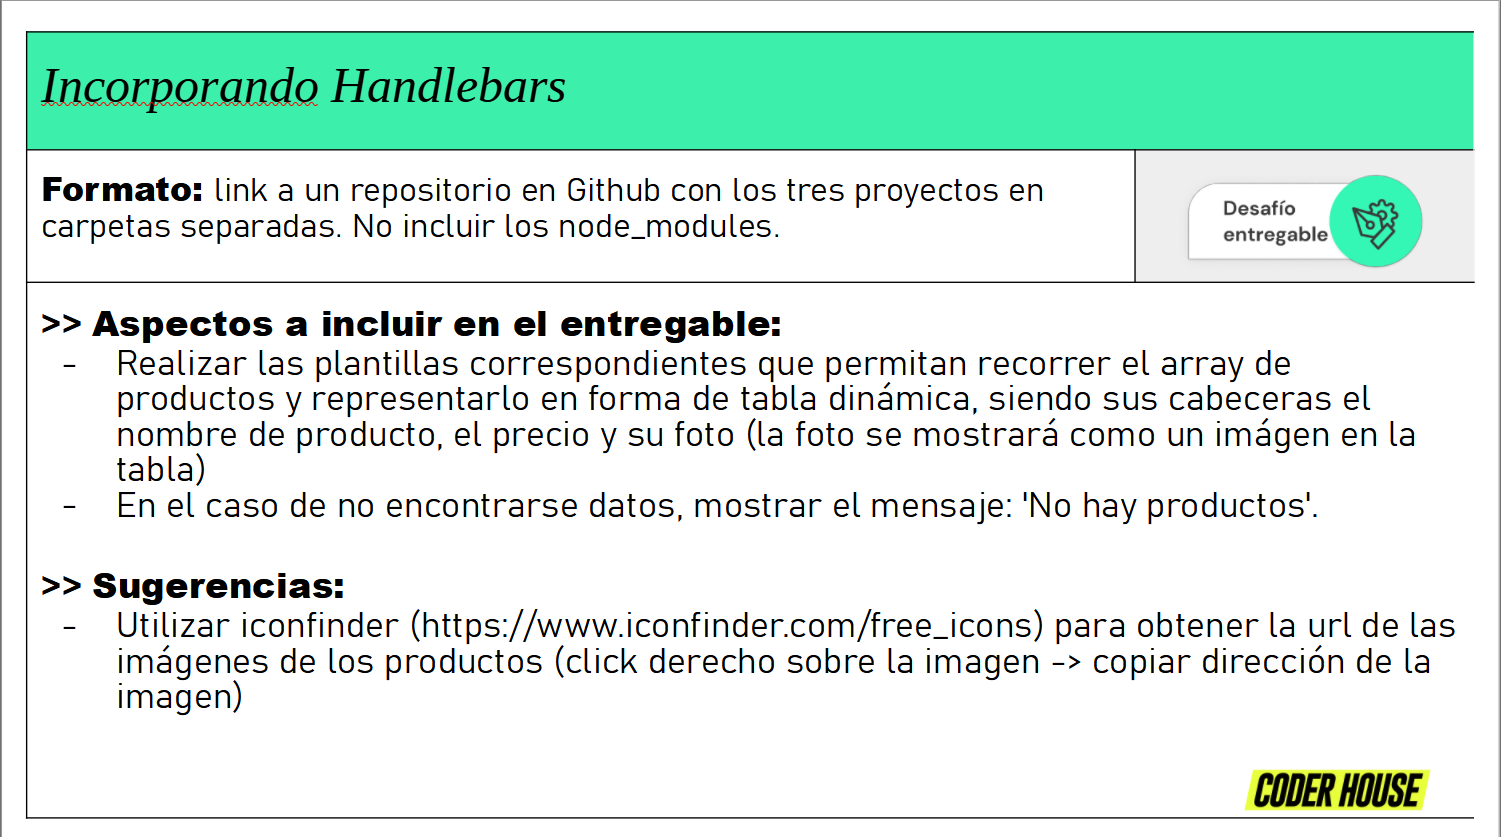 Incorporando Handlebars
Formato: link a un repositorio en Github con los tres proyectos en
carpetas separadas. No incluir los node_modules.
Desafío
entregable
>> Aspectos a incluir en el entregable:
- Realizar las plantillas correspondientes que permitan recorrer el array de
productos y representarlo en forma de tabla dinámica, siendo sus cabeceras el
nombre de producto, el precio y su foto (la foto se mostrará como un imágen en la
tabla)
- En el caso de no encontrarse datos, mostrar el mensaje: 'No hay productos'.
>> Sugerencias:
- Utilizar iconfinder (https://www.iconfinder.com/free_icons) para obtener la url de las
imágenes de los productos (click derecho sobre la imagen -> copiar dirección de la
imagen)
CODER HOUSE